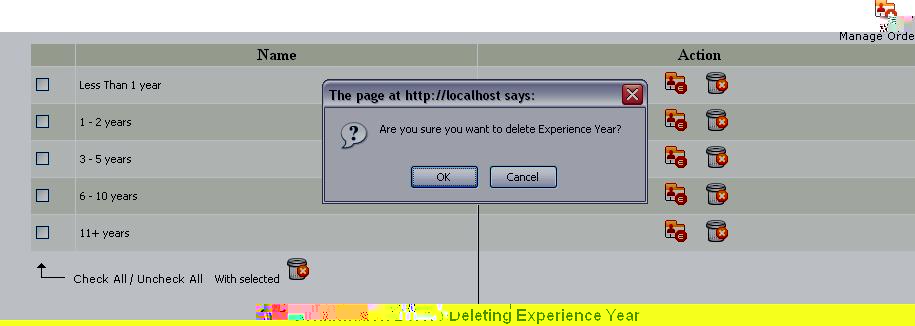 Manage Orde
Name Action
Less Than 1 year
1 - 2 years
3 - 5 years
6 - 10 years
11+ years
The page at http://localhost says:
Are you sure you want to delete Experience Year?
OK Cancel
Check All / Uncheck All With selected
Deleting Experience Year